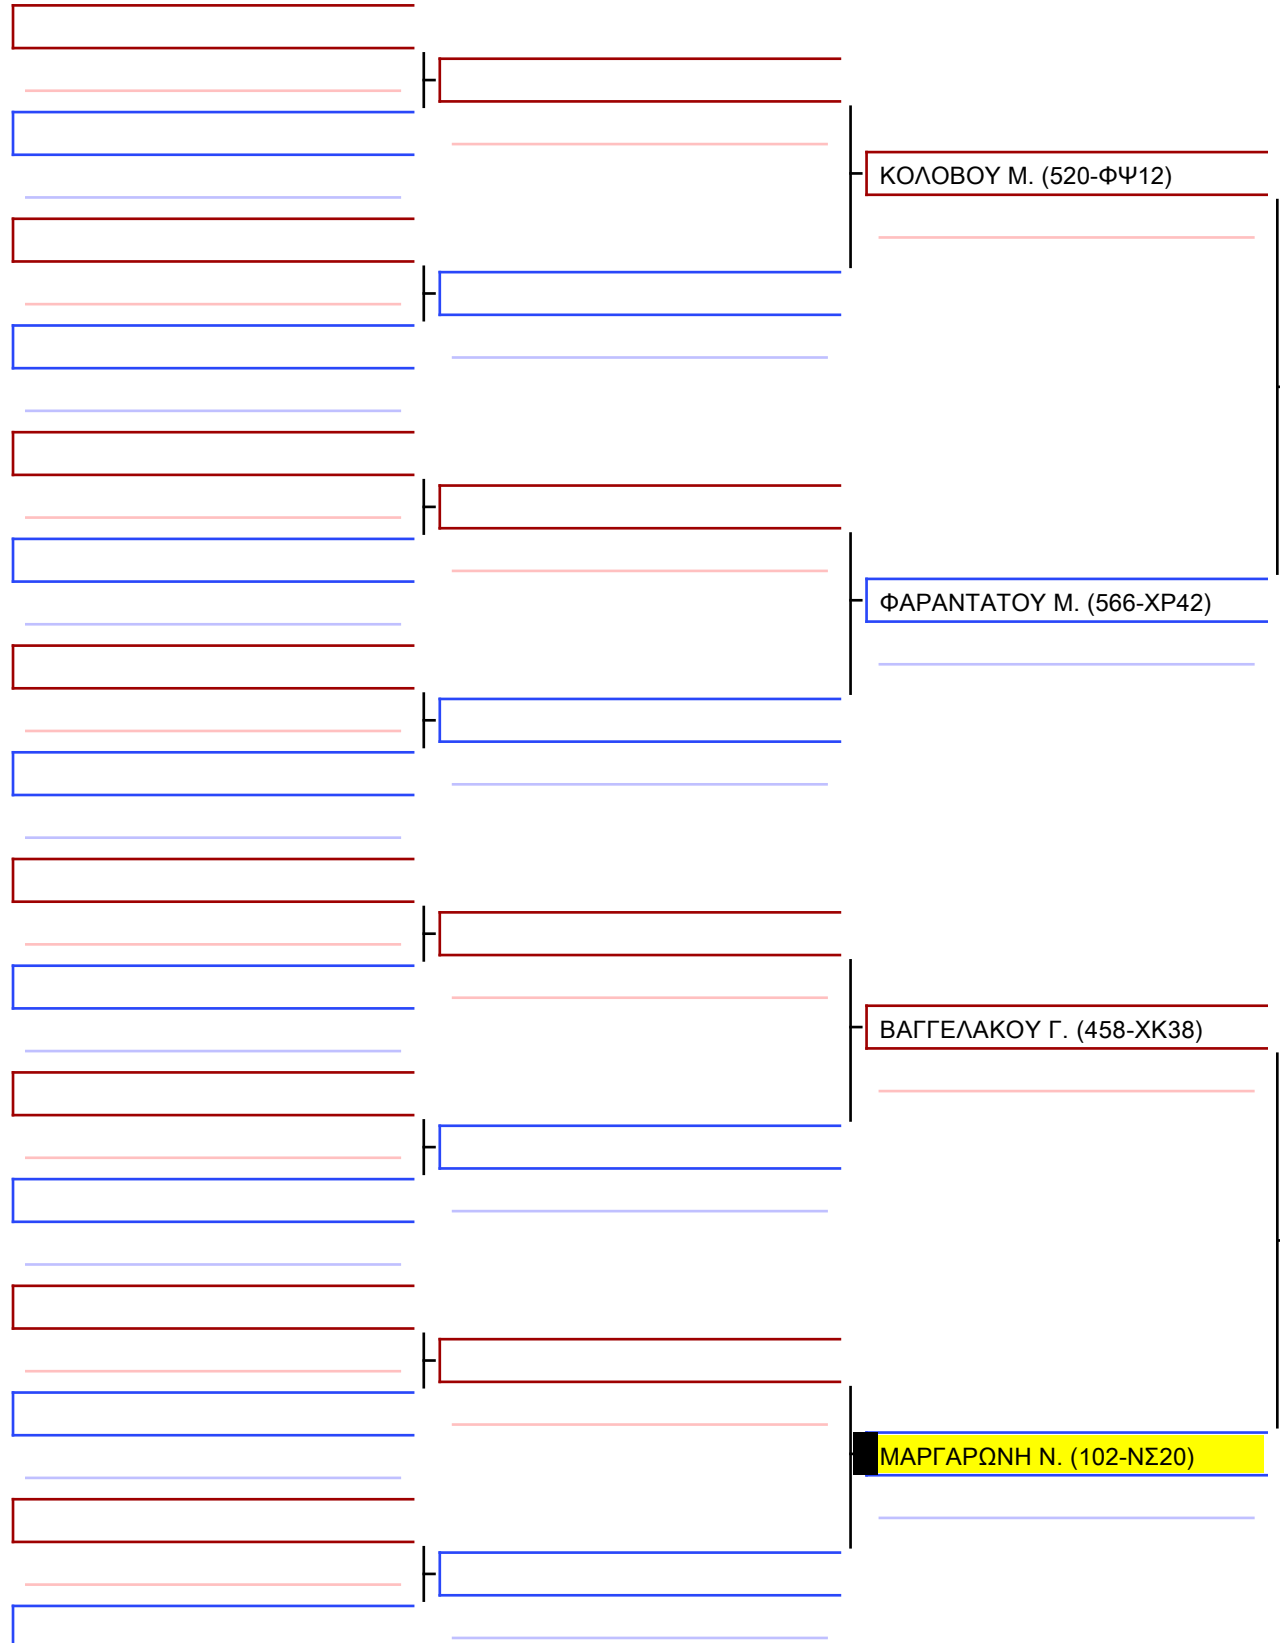 ΚΟΛΟΒΟΥ Μ. (520-ΦΨ12)
ΦΑΡΑΝΤΑΤΟΥ Μ. (566-ΧΡ42)
ΒΑΓΓΕΛΑΚΟΥ Γ. (458-ΧΚ38)
ΜΑΡΓΑΡΩΝΗ Ν. (102-ΝΣ20)